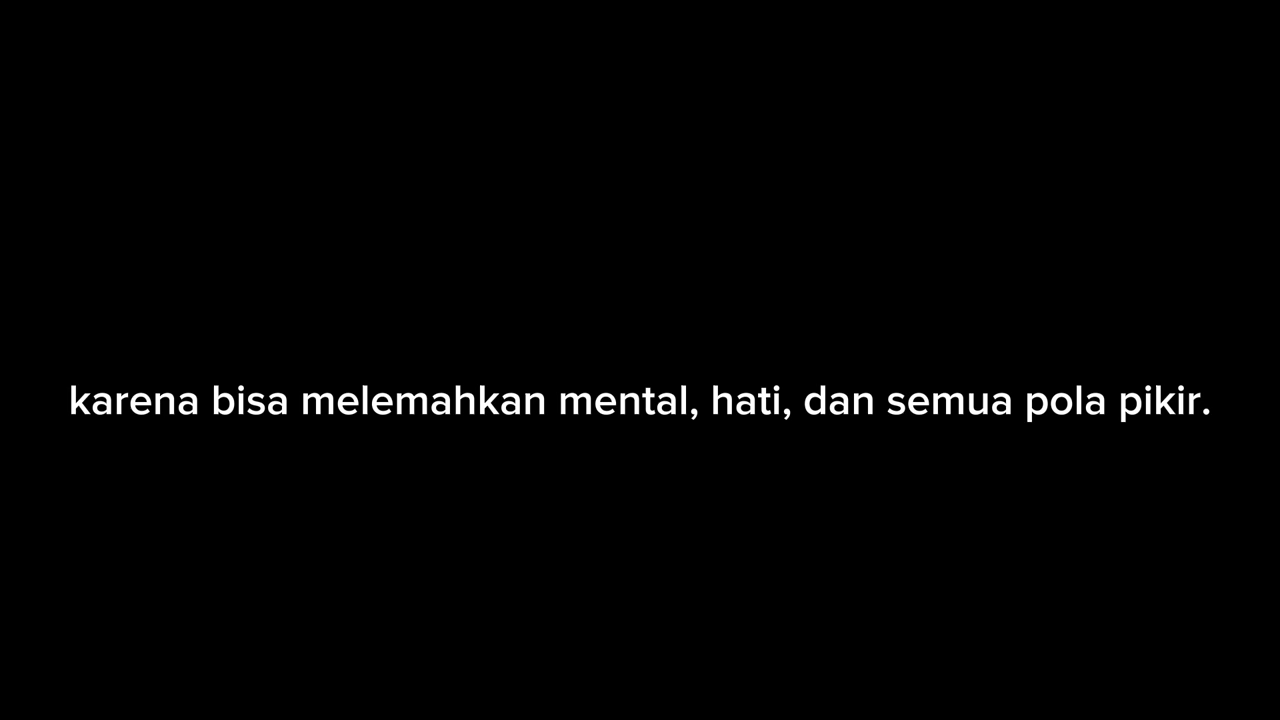 karena bisa melemahkan mental, hati, dan semua pola pikir.